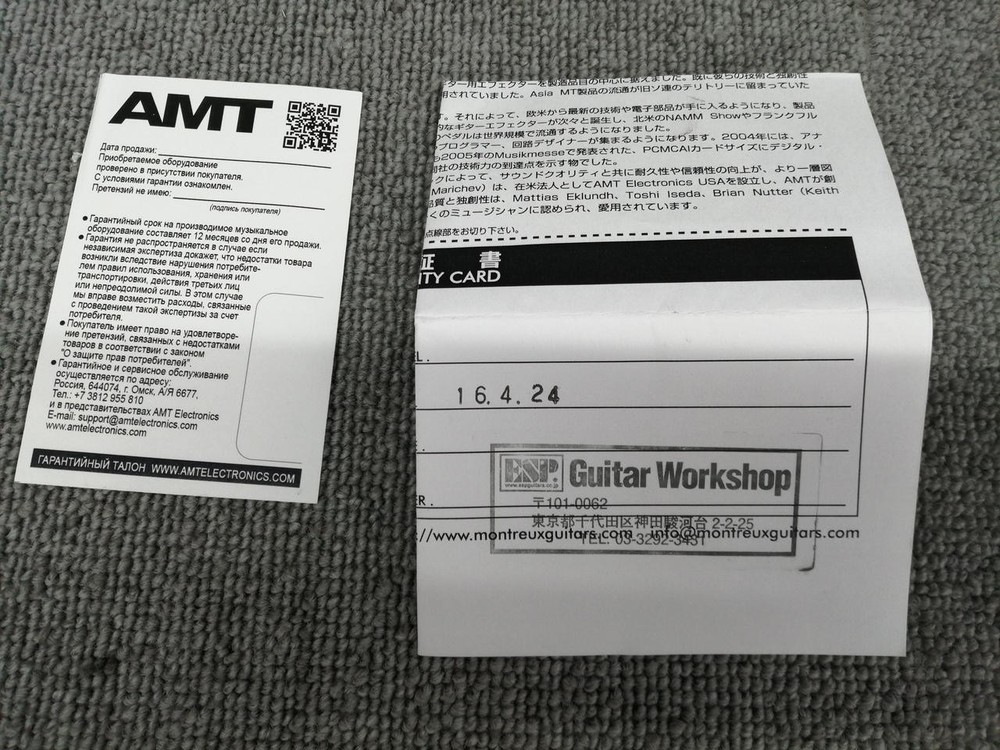 AMT
Дата продажи:
Приобретаемое оборудование
проверено в присутствии покупателя.
С условиями гарантии ознакомлен.
Претензий не имею:
(подпись покупателя)
● Гарантийный срок на производимое музыкальное
оборудование составляет 12 месяцев со дня его продажи.
● Гарантия не распространяется в случае если
независимая экспертиза докажет, что недостатки товара
возникли вследствие нарушения потребите-
лем правил использования, хранения или
транспортировки, действия третьих лиц
или непреодолимой силы. В этом случае
мы вправе возместить расходы, связанные
с проведением такой экспертизы за счет
потребителя.
● Покупатель имеет право на удовлетворе-
ние претензий, связанных с недостатками
товаров в соответствии с законом
"О защите прав потребителей".
● Гарантийное и сервисное обслуживание
осуществляется по адресу:
Россия, 644074, г. Омск, А/Я 6677,
Тел.: +7 3812 955 810
и в представительствах AMT Electronics
E-mail: support@amtelectronics.com
www.amtelectronics.com
ГАРАНТИЙНЫЙ ТАЛОН WWW.AMTELECTRONICS.COM
ター用エフェクターを製造品目の中心に据えました。既に彼らの技術と独創性
用されていました。Asia MT製品の流通が旧ソ連のテリトリーに留まっていた
す。それによって、欧米から最新の技術や電子部品が手に入るようになり、製品
的なギターエフェクターが次々と誕生し、北米のNAMM Showやフランクフル
ペダルは世界規模で流通するようになりました。
プログラマー、回路デザイナーが集まるようになります。2004年には、アナ
2005年のMusikmesseで発表された、PCMCAIカードサイズにデジタル・
社の技術力の到達点を示す物でした。
クによって、サウンドクオリティと共に耐久性や信頼性の向上が、より一層図
Marichev）は、在米法人としてAMT Electronics USAを設立し、AMTが創
品質と独創性は、Mattias Eklundh、Toshi Iseda、Brian Nutter（Keith
くのミュージシャンに認められ、愛用されています。
点線部をお切り下さい。
証 書
ITY CARD
EL.
16.4.24
ER.
ESP Guitar Workshop
www.espguitars.co.jp
〒101-0062
東京都千代田区神田駿河台 2-2-25
TEL. 03-3292-3431
://www.montreuxguitars.com info@montreuxguitars.com